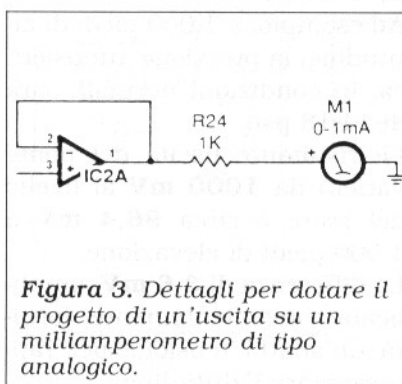 M1
R24
0-1mA
1K
2
-
+
3
+
IC2A
Figura 3. Dettagli per dotare il
progetto di un'uscita su un
milliamperometro di tipo
analogico.